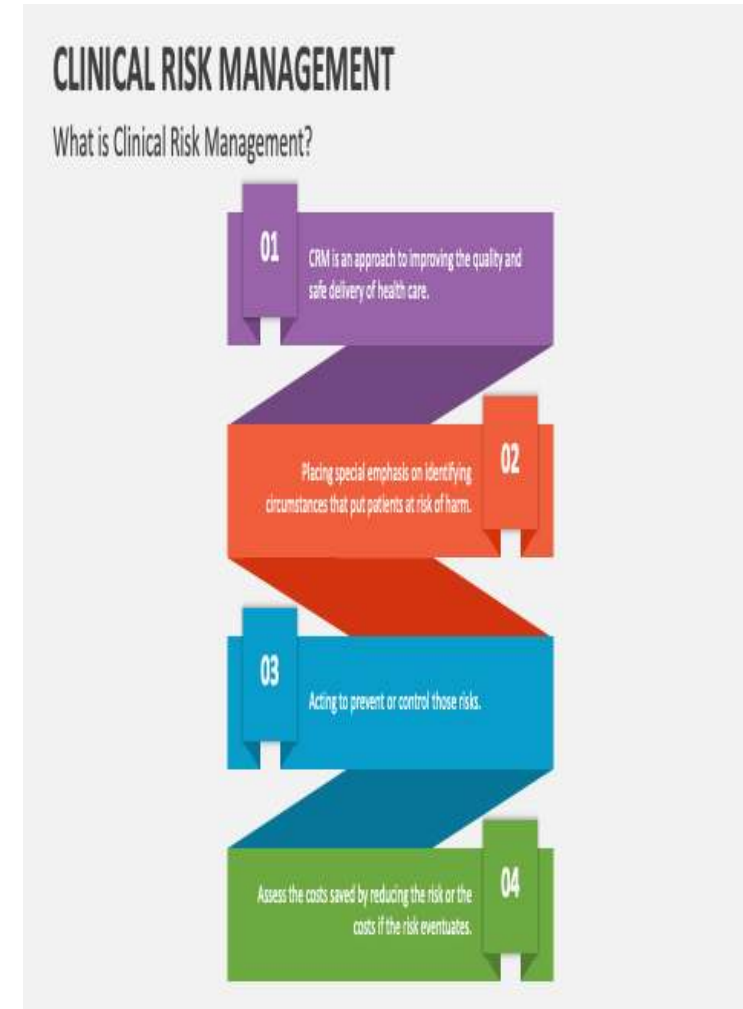 CLINICAL RISK MANAGEMENT
What is Clinical Risk Management?
01
CRM is an approach to improving the quality and
safe delivery of health care.
02
Placing special emphasis on identifying
circumstances that put patients at risk of harm.
03
Acting to prevent or control those risks.
04
Assess the costs saved by reducing the risk or the
costs if the risk eventuates.